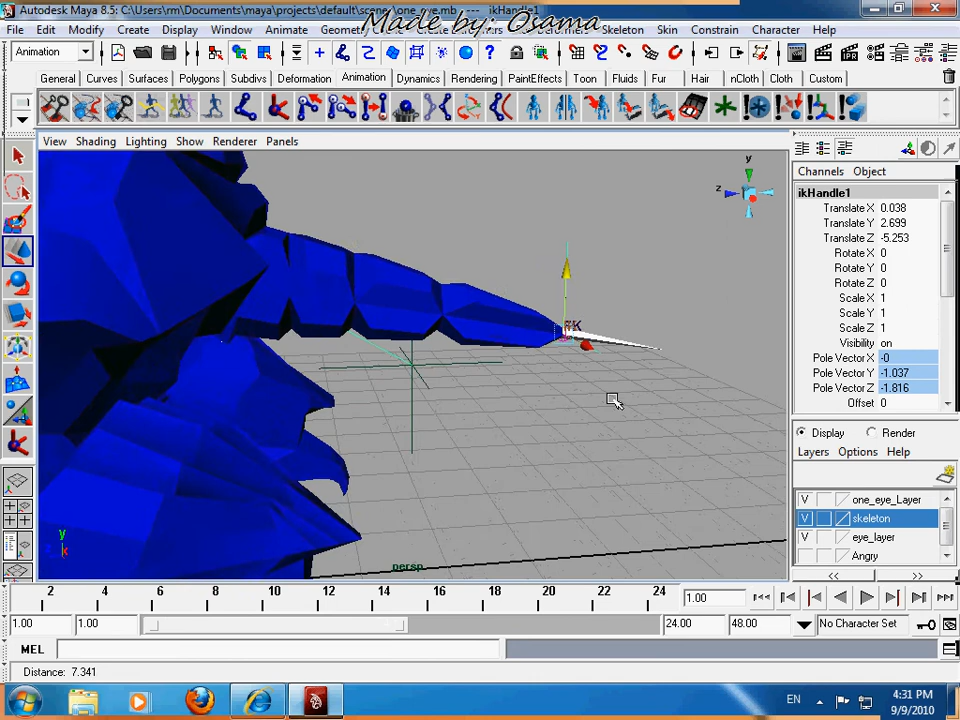 Autodesk Maya 8.5: C:\Users\rm\Documents\maya\projects\default\scene
one_eye.mb
ikHandle1
Made by: Osama
File Edit Modify Create Display Window Animate Skeleton Skin Constrain Character Help
Animation
General Curves Surfaces Polygons Subdivs Deformation Animation Dynamics Rendering PaintEffects Toon Fluids Fur Hair nCloth Cloth Custom
View Shading Lighting Show Renderer Panels
Channels Object
ikHandle1
Translate X 0.038
Translate Y 2.699
Translate Z -5.253
Rotate X 0
Rotate Y 0
Rotate Z 0
Scale X 1
Scale Y 1
Scale Z 1
Visibility on
Pole Vector X -0
Pole Vector Y -1.037
Pole Vector Z -1.816
Offset 0
Display Render
Layers Options Help
V one_eye_Layer
V skeleton
V eye_layer
Angry
<< >>
y
z
y
x
persp
2 4 6 8 10 12 14 16 18 20 22 24
1.00
1.00 1.00 24.00 48.00 No Character Set
MEL
Distance: 7.341
EN
4:31 PM
9/9/2010